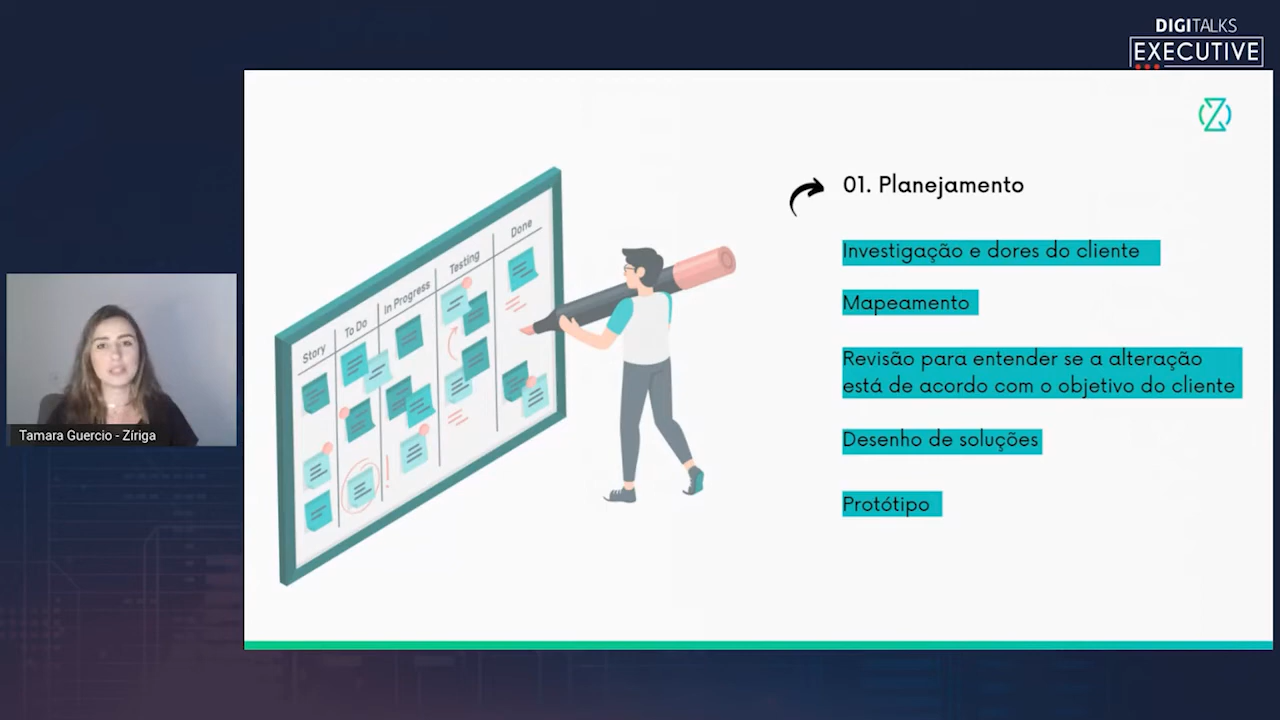 DIGITALKS
EXECUTIVE
01. Planejamento
Investigação e dores do cliente
Mapeamento
Revisão para entender se a alteração
está de acordo com o objetivo do cliente
Desenho de soluções
Protótipo
Story
To Do
In Progress
Testing
Done
Tamara Guercio - Zíriga